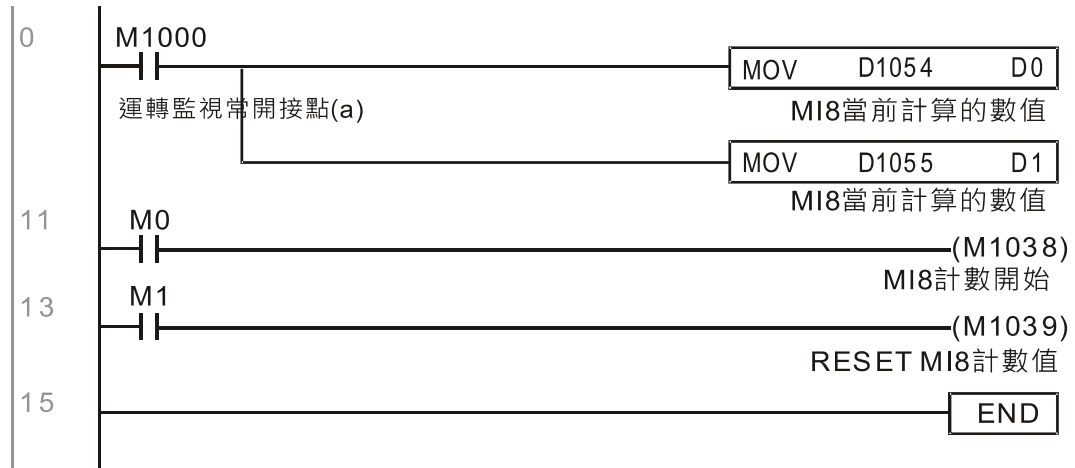 0
M1000
MOV D1054 D0
運轉監視常開接點(a)
MI8當前計算的數值
MOV D1055 D1
MI8當前計算的數值
11
M0
(M1038)
MI8計數開始
13
M1
(M1039)
RESET MI8計數值
15
END